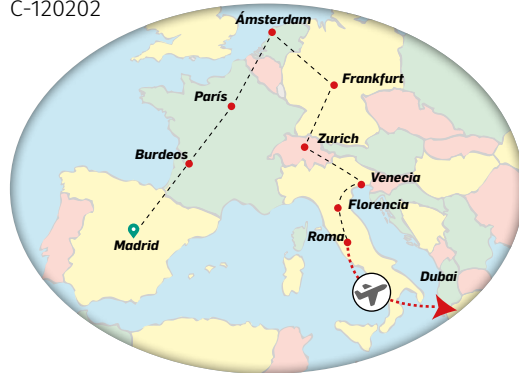 C-120202
Ámsterdam
Frankfurt
París
Zurich
Burdeos
Venecia
Florencia
Roma
Madrid
Dubai